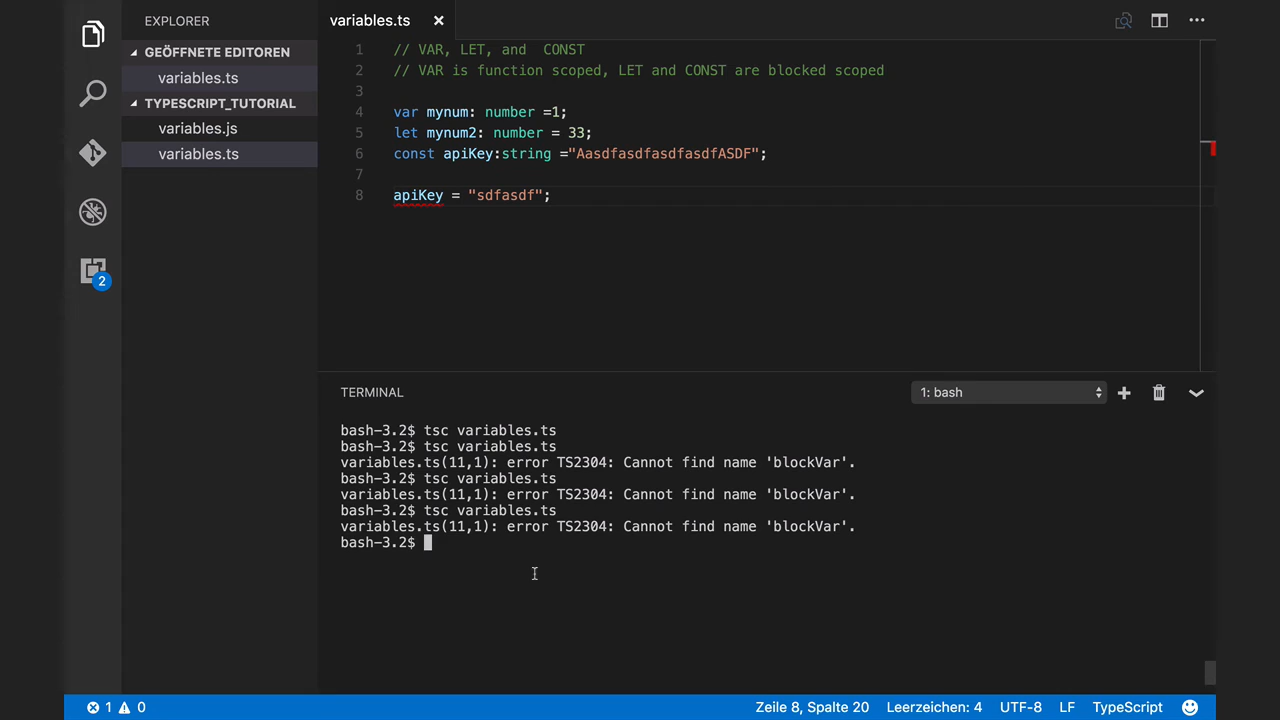 EXPLORER
GEÖFFNETE EDITOREN
variables.ts
TYPESCRIPT_TUTORIAL
variables.js
variables.ts
2
variables.ts
1 // VAR, LET, and  CONST
2 // VAR is function scoped, LET and CONST are blocked scoped
3
4 var mynum: number =1;
5 let mynum2: number = 33;
6 const apiKey:string ="AasdfasdfasdfasdfASDF";
7
8 apiKey = "sdfasdf";
TERMINAL
1: bash
bash-3.2$ tsc variables.ts
bash-3.2$ tsc variables.ts
variables.ts(11,1): error TS2304: Cannot find name 'blockVar'.
bash-3.2$ tsc variables.ts
variables.ts(11,1): error TS2304: Cannot find name 'blockVar'.
bash-3.2$ tsc variables.ts
variables.ts(11,1): error TS2304: Cannot find name 'blockVar'.
bash-3.2$
1 0 Zeile 8, Spalte 20 Leerzeichen: 4 UTF-8 LF TypeScript